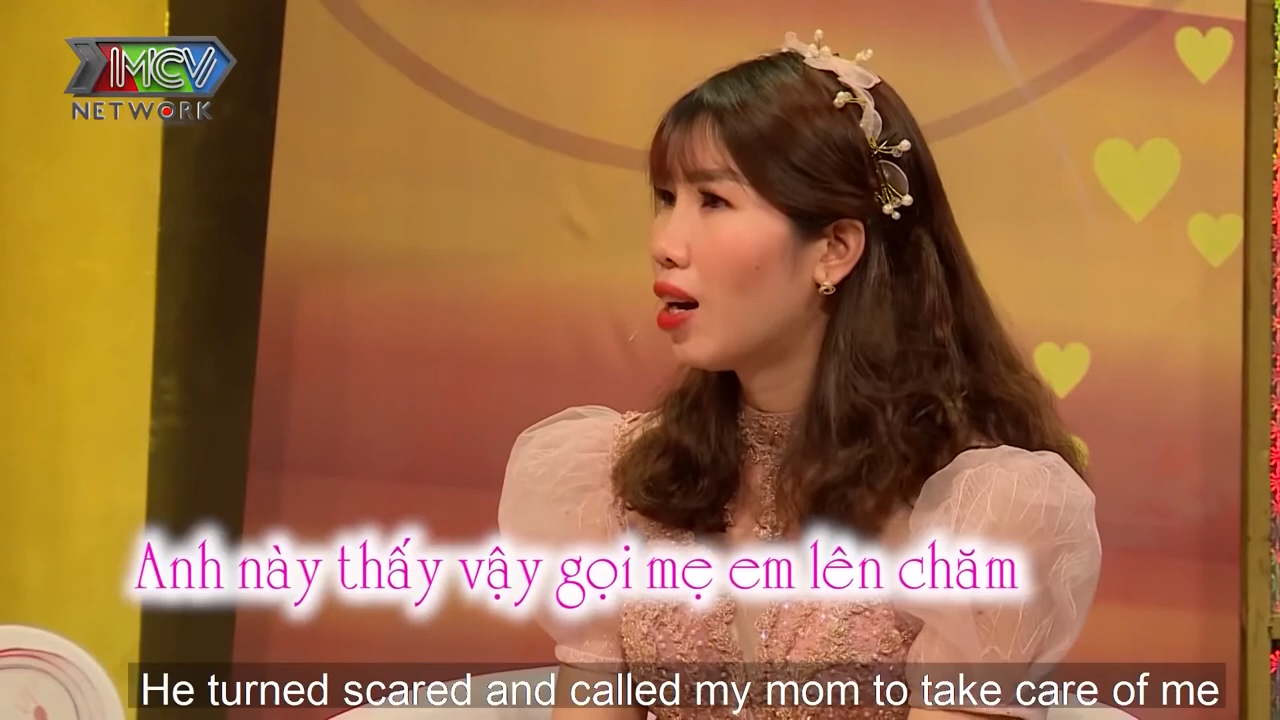 MCV
NETWORK
Anh này thấy vậy gọi mẹ em lên chăm
He turned scared and called my mom to take care of me